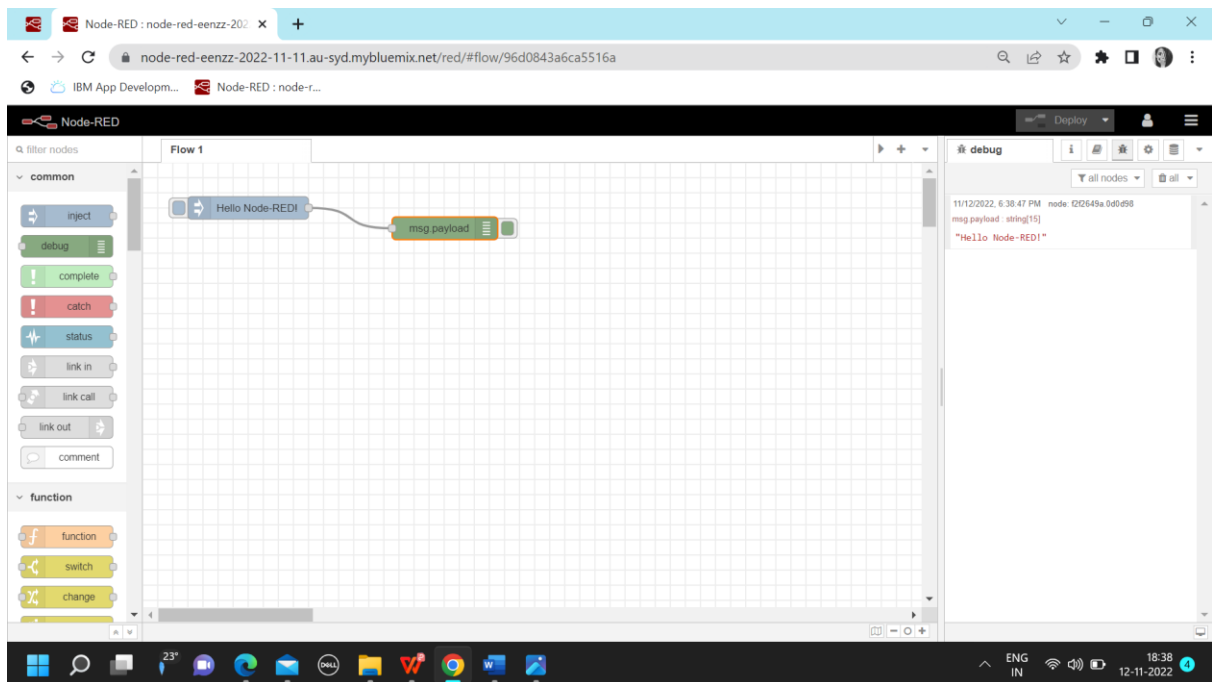 Node-RED : node-red-eenzz-202
node-red-eenzz-2022-11-11.au-syd.mybluemix.net/red/#flow/96d0843a6ca5516a
IBM App Developm... Node-RED : node-r...
Node-RED Deploy
filter nodes Flow 1 debug i
common
all nodes all
inject
Hello Node-RED!
11/12/2022, 6:38:47 PM node: f2f2649a.0d0d98
msg.payload : string[15]
"Hello Node-RED!"
msg.payload
debug
complete
catch
status
link in
link call
link out
comment
function
function
switch
change
23°
DELL
W
ENG
IN
18:38
12-11-2022
4